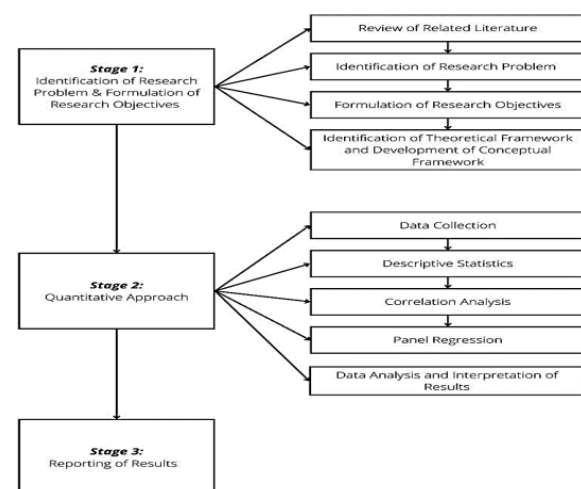 Stage 1:
Identification of Research
Problem & Formulation of
Research Objectives
Review of Related Literature
Identification of Research Problem
Formulation of Research Objectives
Identification of Theoretical Framework
and Development of Conceptual
Framework
Stage 2:
Quantitative Approach
Data Collection
Descriptive Statistics
Correlation Analysis
Panel Regression
Data Analysis and Interpretation of
Results
Stage 3:
Reporting of Results